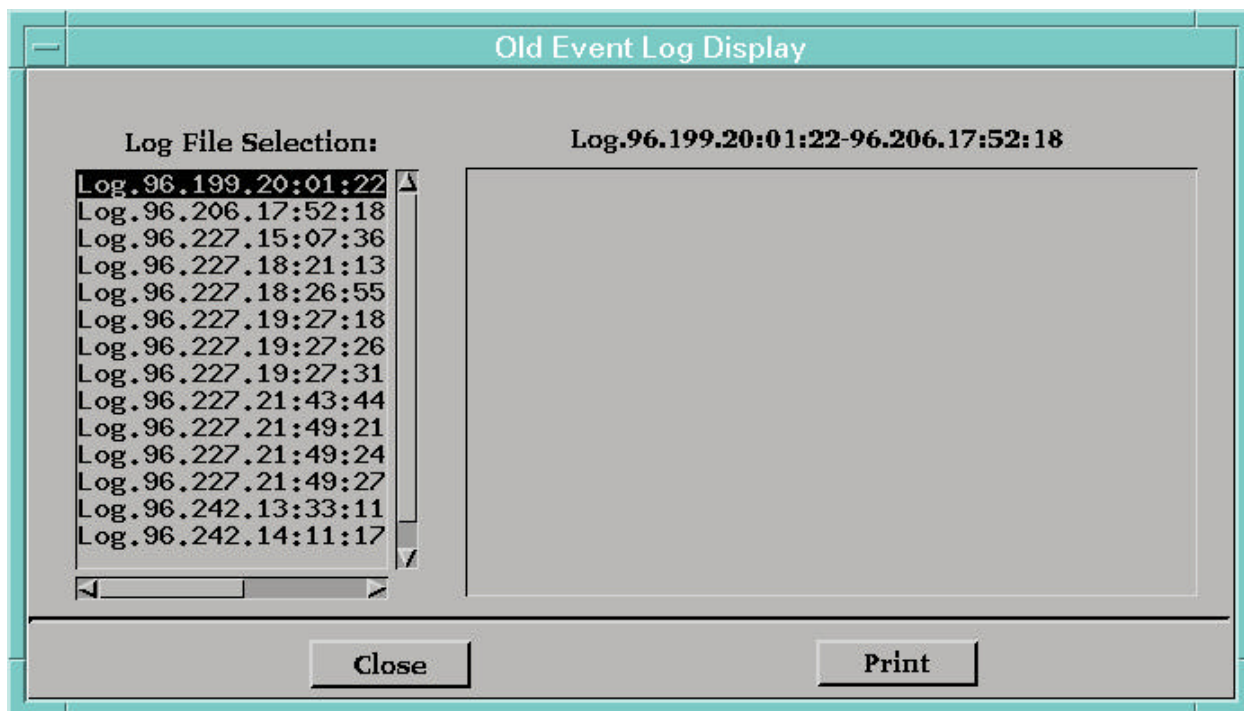 Old Event Log Display
Log File Selection:
Log.96.199.20:01:22
Log.96.206.17:52:18
Log.96.227.15:07:36
Log.96.227.18:21:13
Log.96.227.18:26:55
Log.96.227.19:27:18
Log.96.227.19:27:26
Log.96.227.19:27:31
Log.96.227.21:43:44
Log.96.227.21:49:21
Log.96.227.21:49:24
Log.96.227.21:49:27
Log.96.242.13:33:11
Log.96.242.14:11:17
Log.96.199.20:01:22-96.206.17:52:18
Close
Print